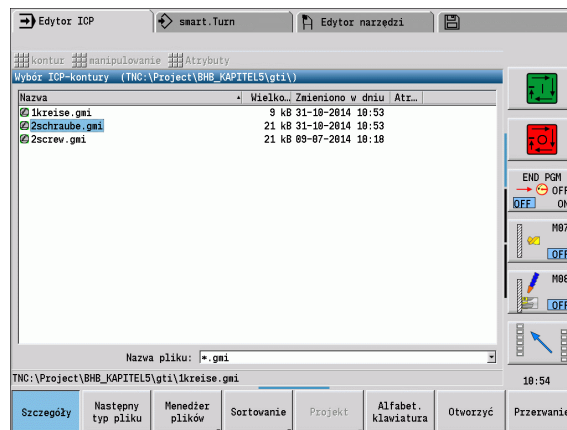 Edytor ICP smart.Turn Edytor narzędzi
kontur manipulowanie Atrybuty
Wybór ICP-kontury (TNC:\Project\BHB_KAPITEL5\gti\)
Nazwa Wielko… Zmieniono w dniu Atr…
1kreise.gmi 9 kB 31-10-2014 10:53
2schraube.gmi 21 kB 31-10-2014 10:53
2screw.gmi 21 kB 09-07-2014 10:18
END PGM
OFF
OFF ON
M07
OFF
M08
OFF
Nazwa pliku: *.gmi
TNC:\Project\BHB_KAPITEL5\gti\1kreise.gmi
10:54
Szczegóły Następny typ pliku Menedżer plików Sortowanie Projekt Alfabet. klawiatura Otworzyć Przerwanie